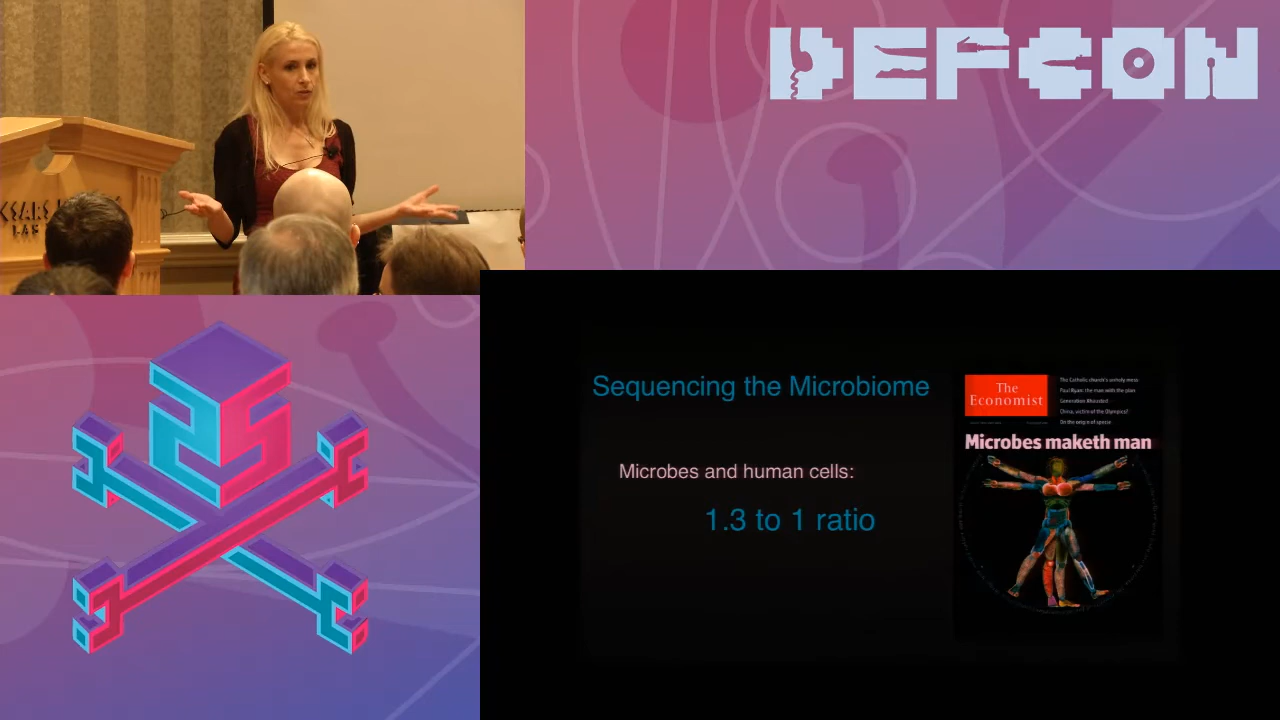 DEFCON
Sequencing the Microbiome
Microbes and human cells:
1.3 to 1 ratio
The
Economist
The Catholic church's unholy mess
Paul Ryan: the man with the plan
Generation Xhausted
China, victim of the Olympics?
On the origin of specie
Microbes maketh man